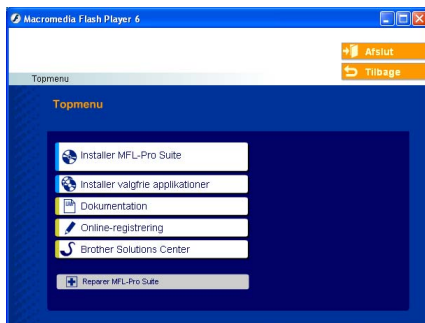 Macromedia Flash Player 6
Afslut
Tilbage
Topmenu
Topmenu
Installer MFL-Pro Suite
Installer valgfrie applikationer
Dokumentation
Online-registrering
Brother Solutions Center
Reparer MFL-Pro Suite